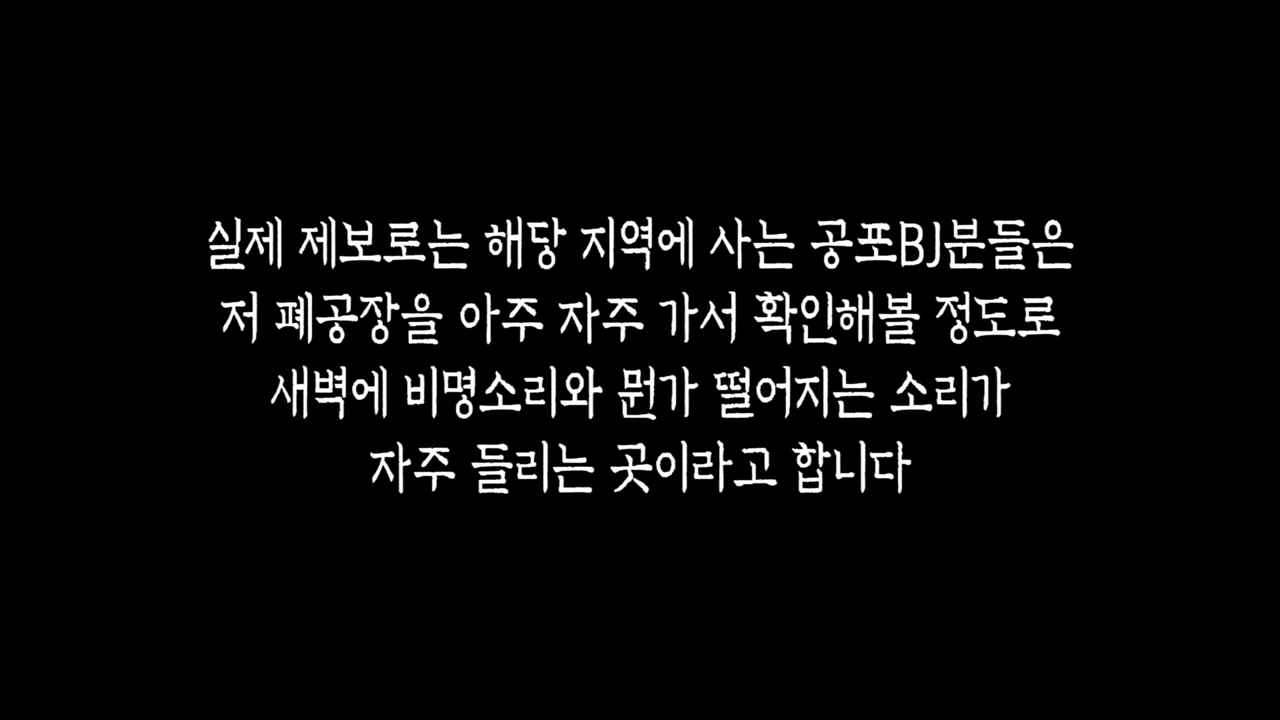 실제 제보로는 해당 지역에 사는 공포BJ분들은
저 폐공장을 아주 자주 가서 확인해볼 정도로
새벽에 비명소리와 뭔가 떨어지는 소리가
자주 들리는 곳이라고 합니다